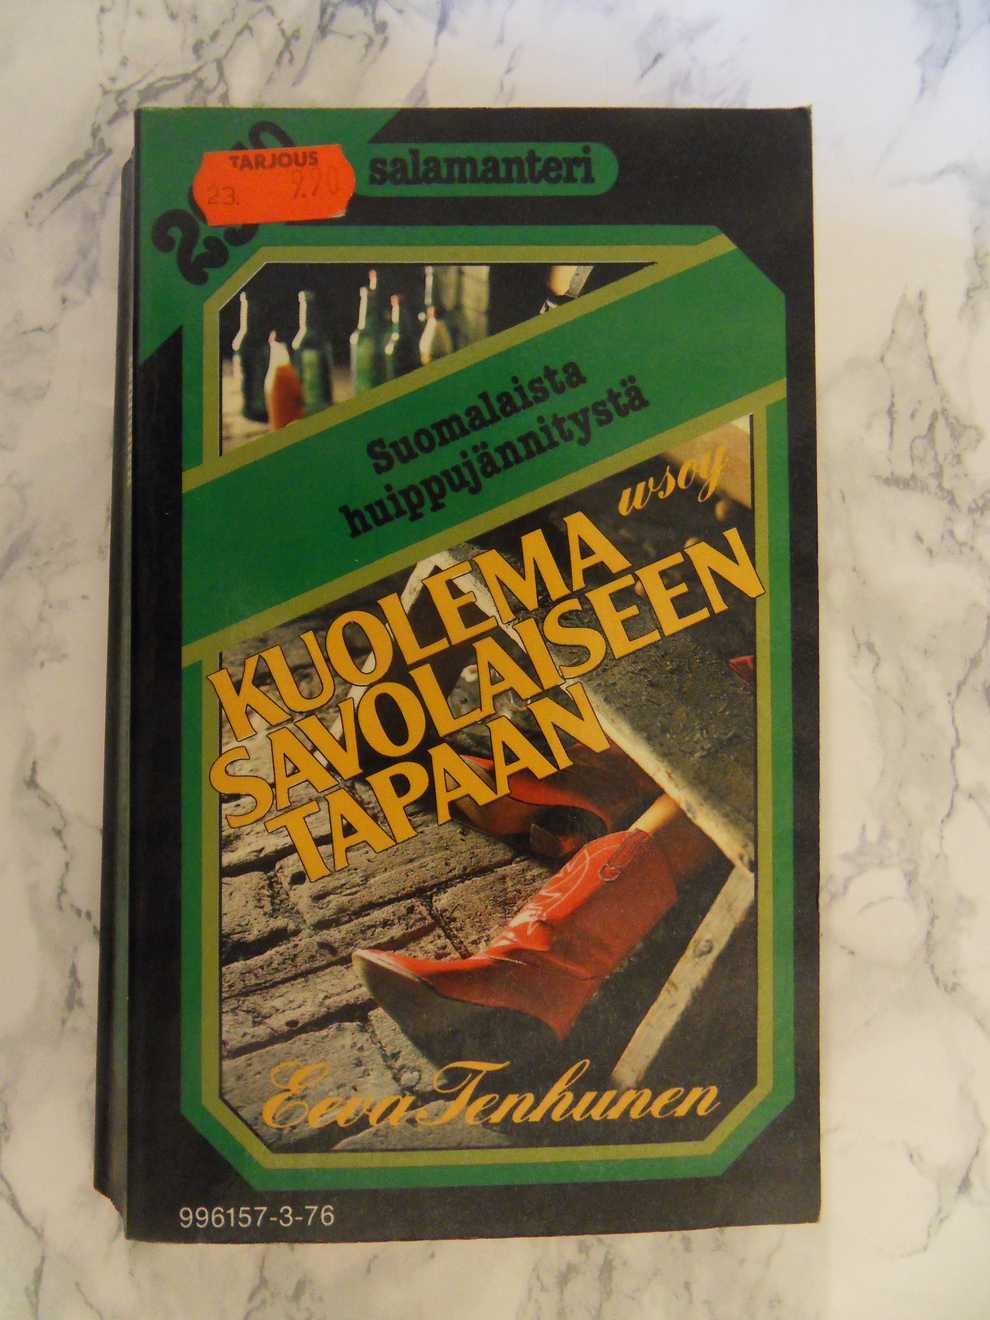 TARJOUS
23. 9.90
salamanteri
Suomalaista
huippujännitystä
wsoy
KUOLEMA
SAVOLAISEEN
TAPAAN
Eeva Tenhunen
996157-3-76